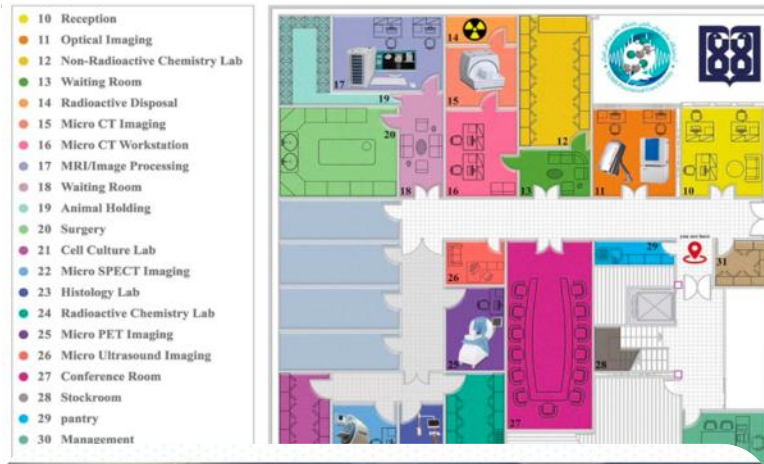 10 Reception
11 Optical Imaging
12 Non-Radioactive Chemistry Lab
13 Waiting Room
14 Radioactive Disposal
15 Micro CT Imaging
16 Micro CT Workstation
17 MRI/Image Processing
18 Waiting Room
19 Animal Holding
20 Surgery
21 Cell Culture Lab
22 Micro SPECT Imaging
23 Histology Lab
24 Radioactive Chemistry Lab
25 Micro PET Imaging
26 Micro Ultrasound Imaging
27 Conference Room
28 Stockroom
29 pantry
30 Management
14
17
15
19
20
12
18
16
13
11
10
you are here
29
31
26
25
28
27